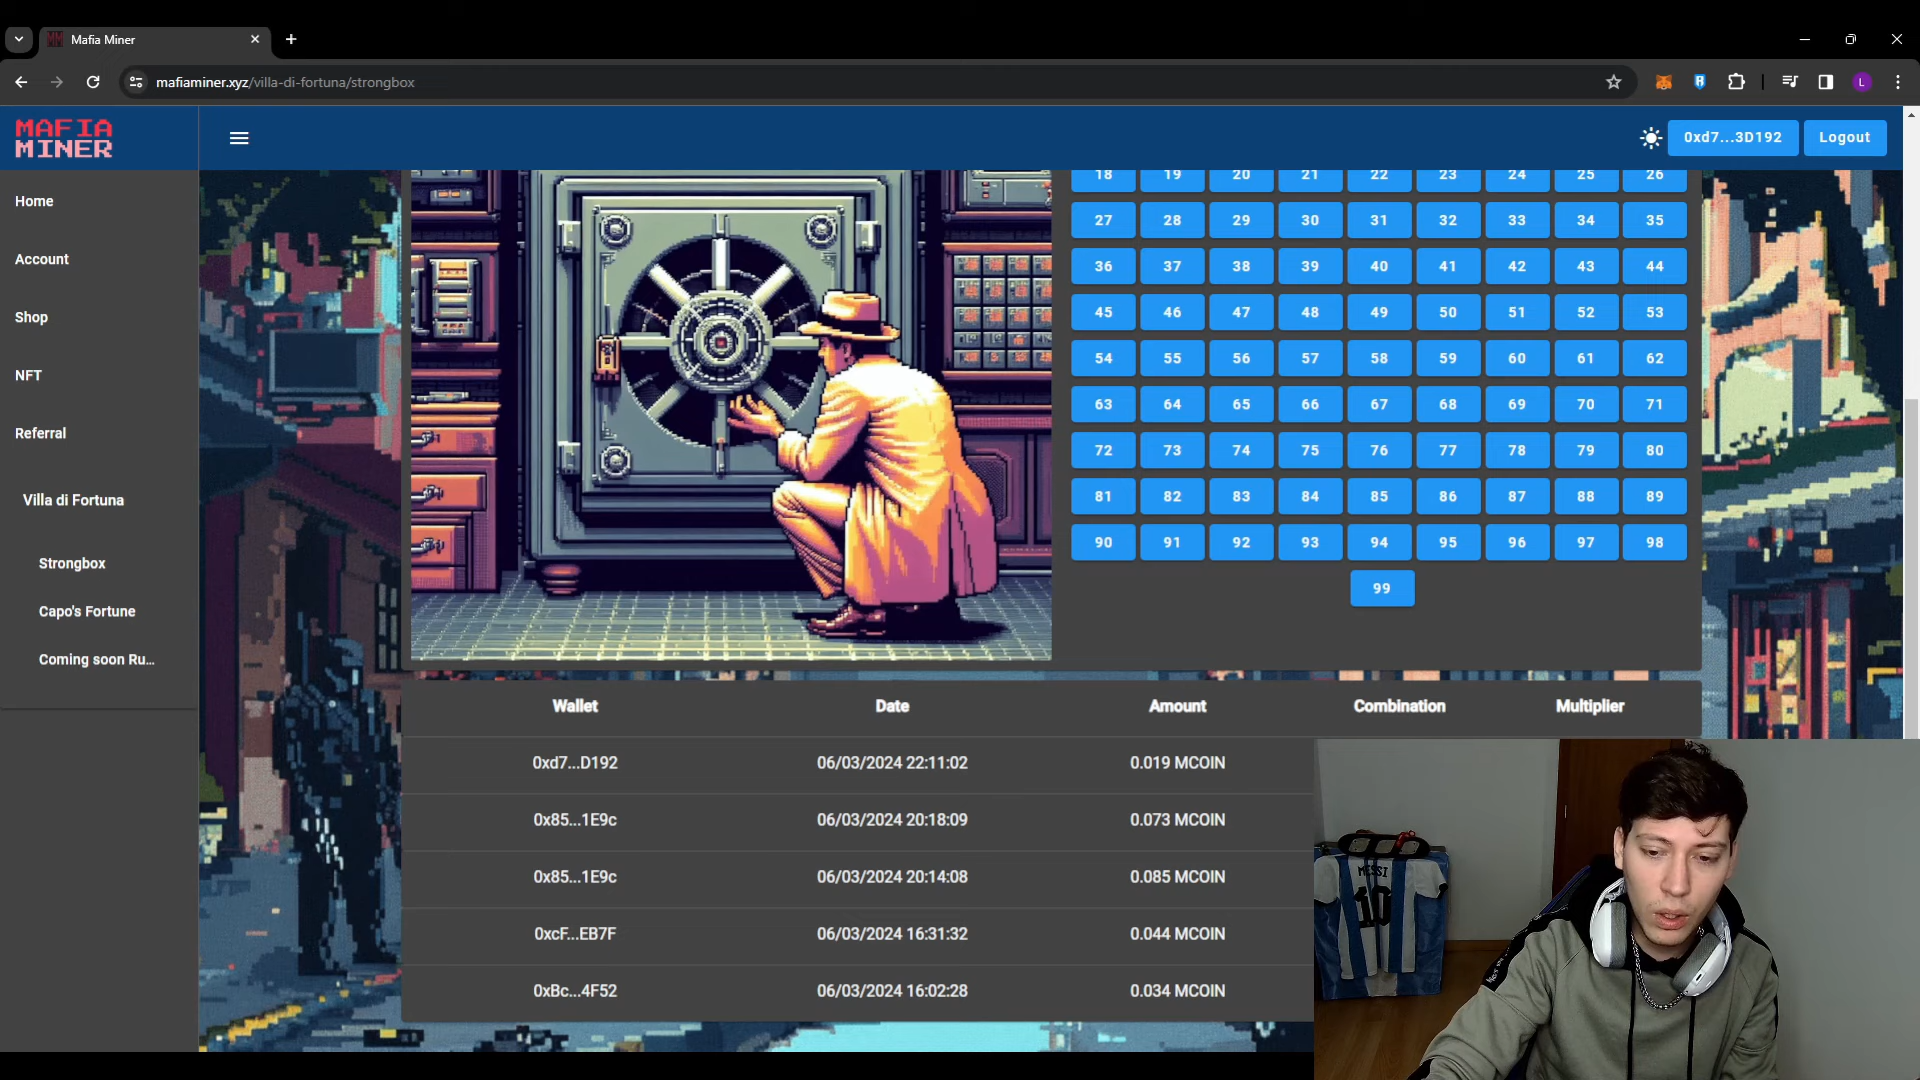 Mafia Miner
mafiaminer.xyz/villa-di-fortuna/strongbox
L
MAFIA
MINER
0xd7...3D192
Logout
Home
Account
Shop
NFT
Referral
Villa di Fortuna
Strongbox
Capo's Fortune
Coming soon Ru...
18 19 20 21 22 23 24 25 26
27 28 29 30 31 32 33 34 35
36 37 38 39 40 41 42 43 44
45 46 47 48 49 50 51 52 53
54 55 56 57 58 59 60 61 62
63 64 65 66 67 68 69 70 71
72 73 74 75 76 77 78 79 80
81 82 83 84 85 86 87 88 89
90 91 92 93 94 95 96 97 98
99
Wallet Date Amount Combination Multiplier
0xd7...D192 06/03/2024 22:11:02 0.019 MCOIN
0x85...1E9c 06/03/2024 20:18:09 0.073 MCOIN
0x85...1E9c 06/03/2024 20:14:08 0.085 MCOIN
0xcF...EB7F 06/03/2024 16:31:32 0.044 MCOIN
0xBc...4F52 06/03/2024 16:02:28 0.034 MCOIN
MESSI
10